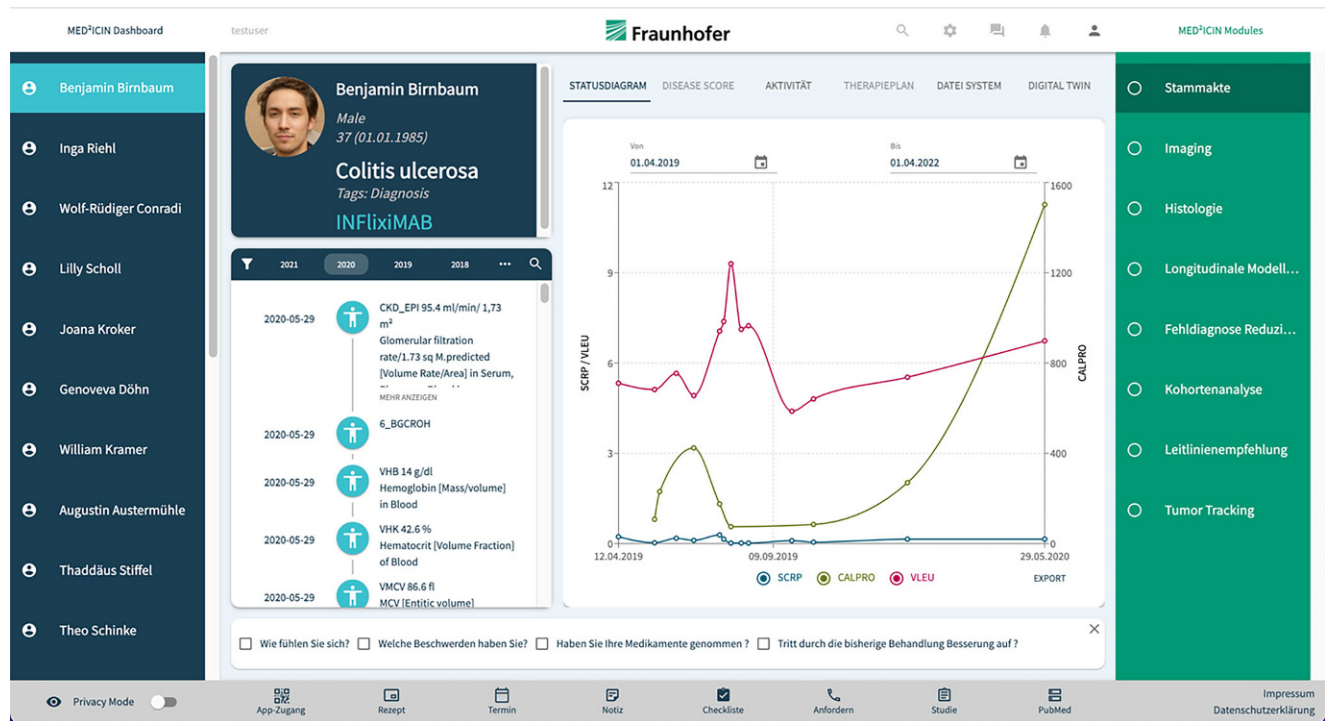 MED²ICIN Dashboard
testuser
Fraunhofer
MED²ICIN Modules
Benjamin Birnbaum
Inga Riehl
Wolf-Rüdiger Conradi
Lilly Scholl
Joana Kroker
Genoveva Döhn
William Kramer
Augustin Austermühle
Thaddäus Stiffel
Theo Schinke
Benjamin Birnbaum
Male
37 (01.01.1985)
Colitis ulcerosa
Tags: Diagnosis
INFlixiMAB
2021 2020 2019 2018 •••
2020-05-29
CKD_EPI 95.4 ml/min/ 1,73
m²
Glomerular filtration
rate/1.73 sq M.predicted
[Volume Rate/Area] in Serum,
MEHR ANZEIGEN
2020-05-29
6_BGCROH
2020-05-29
VHB 14 g/dl
Hemoglobin [Mass/volume]
in Blood
2020-05-29
VHK 42.6 %
Hematocrit [Volume Fraction]
of Blood
2020-05-29
VMCV 86.6 fl
MCV [Entitic volume]
STATUSDIAGRAM DISEASE SCORE AKTIVITÄT THERAPIEPLAN DATEI SYSTEM DIGITAL TWIN
Von
01.04.2019
Bis
01.04.2022
12
9
6
3
0
SCRP / VLEU
1600
1200
800
400
0
CALPRO
12.04.2019 09.09.2019 29.05.2020
SCRP CALPRO VLEU
EXPORT
Wie fühlen Sie sich? Welche Beschwerden haben Sie? Haben Sie Ihre Medikamente genommen ? Tritt durch die bisherige Behandlung Besserung auf ?
Stammakte
Imaging
Histologie
Longitudinale Modell...
Fehldiagnose Reduzi...
Kohortenanalyse
Leitlinienempfehlung
Tumor Tracking
Privacy Mode
App-Zugang
Rezept
Termin
Notiz
Checkliste
Anfordern
Studie
PubMed
Impressum
Datenschutzerklärung